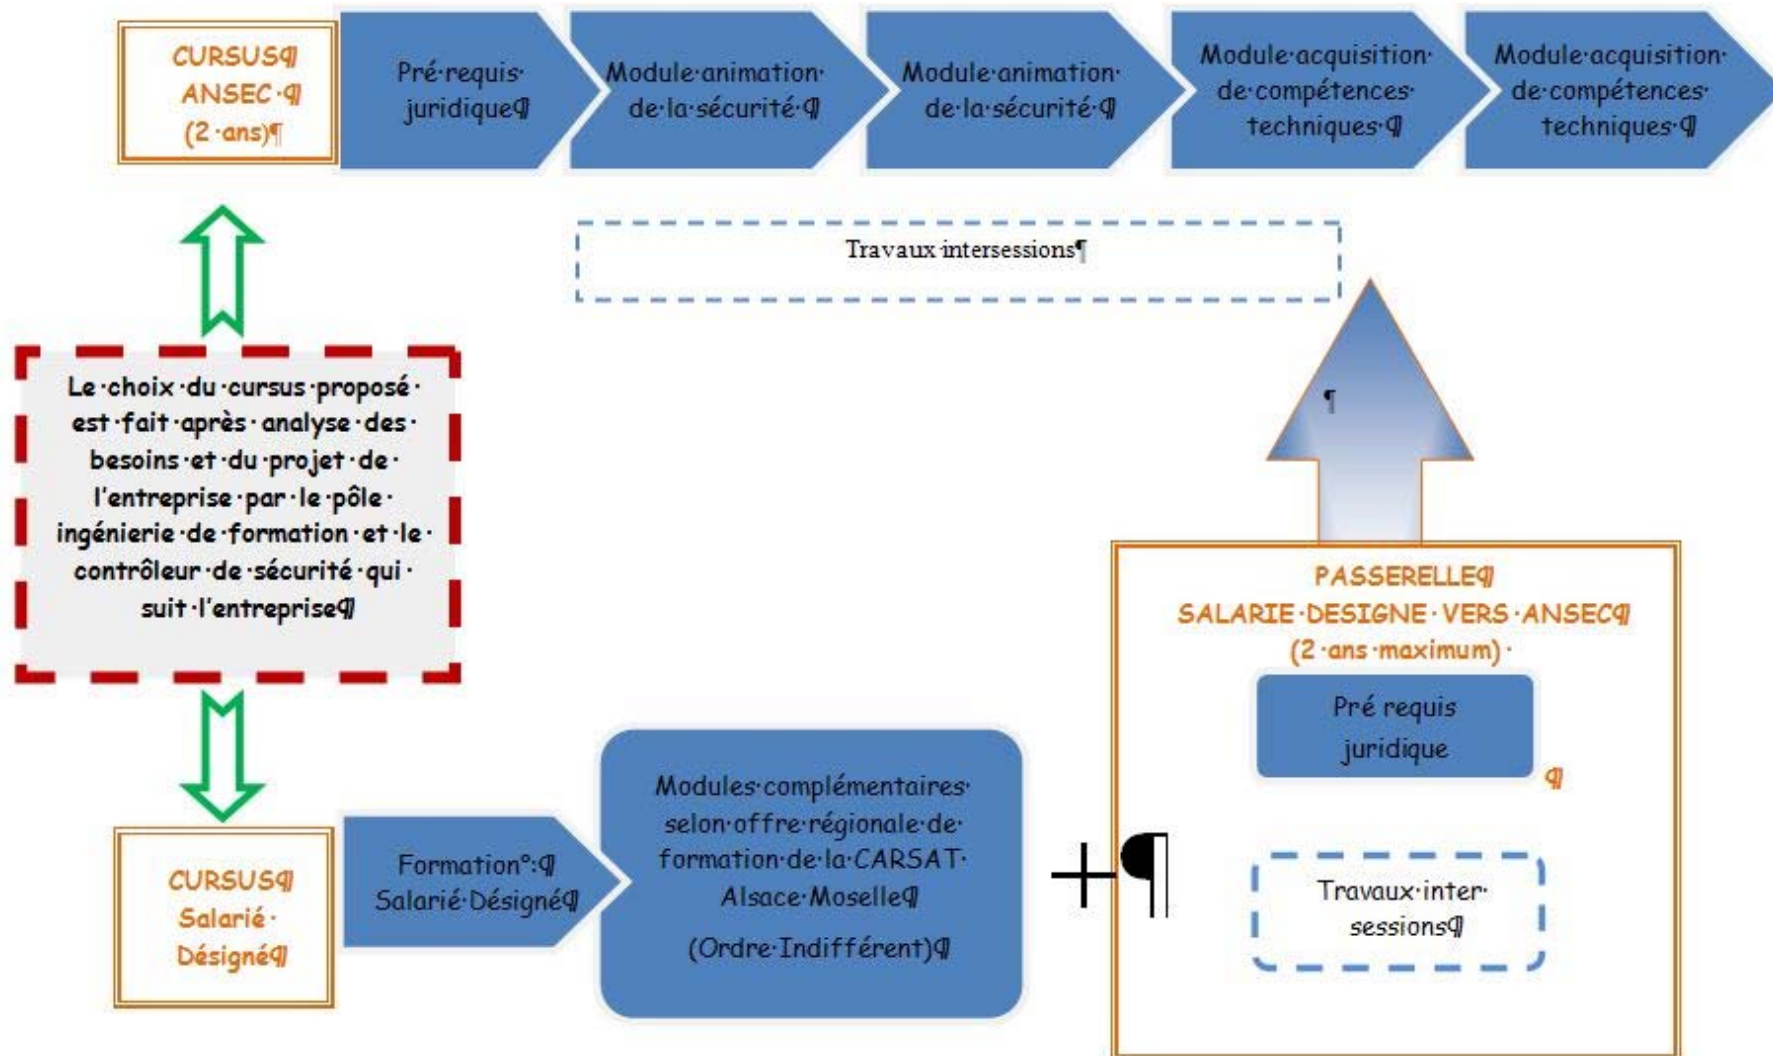 CURSUS¶
ANSEC·¶
(2·ans)¶
Pré·requis·
juridique¶
Module·animation·
de·la·sécurité·¶
Module·animation·
de·la·sécurité·¶
Module·acquisition·
de·compétences·
techniques·¶
Module·acquisition·
de·compétences·
techniques·¶
Travaux·intersessions¶
¶
Le·choix·du·cursus·proposé·
est·fait·après·analyse·des·
besoins·et·du·projet·de·
l'entreprise·par·le·pôle·
ingénierie·de·formation·et·le·
contrôleur·de·sécurité·qui·
suit·l'entreprise¶
CURSUS¶
Salarié·
Désigné¶
Formation°:¶
Salarié·Désigné¶
Modules·complémentaires·
selon·offre·régionale·de·
formation·de·la·CARSAT·
Alsace·Moselle¶
(Ordre·Indifférent)¶
+¶
PASSERELLE¶
SALARIE·DESIGNE·VERS·ANSEC¶
(2·ans·maximum)·
Pré requis
juridique
¶
Travaux·inter·
sessions¶